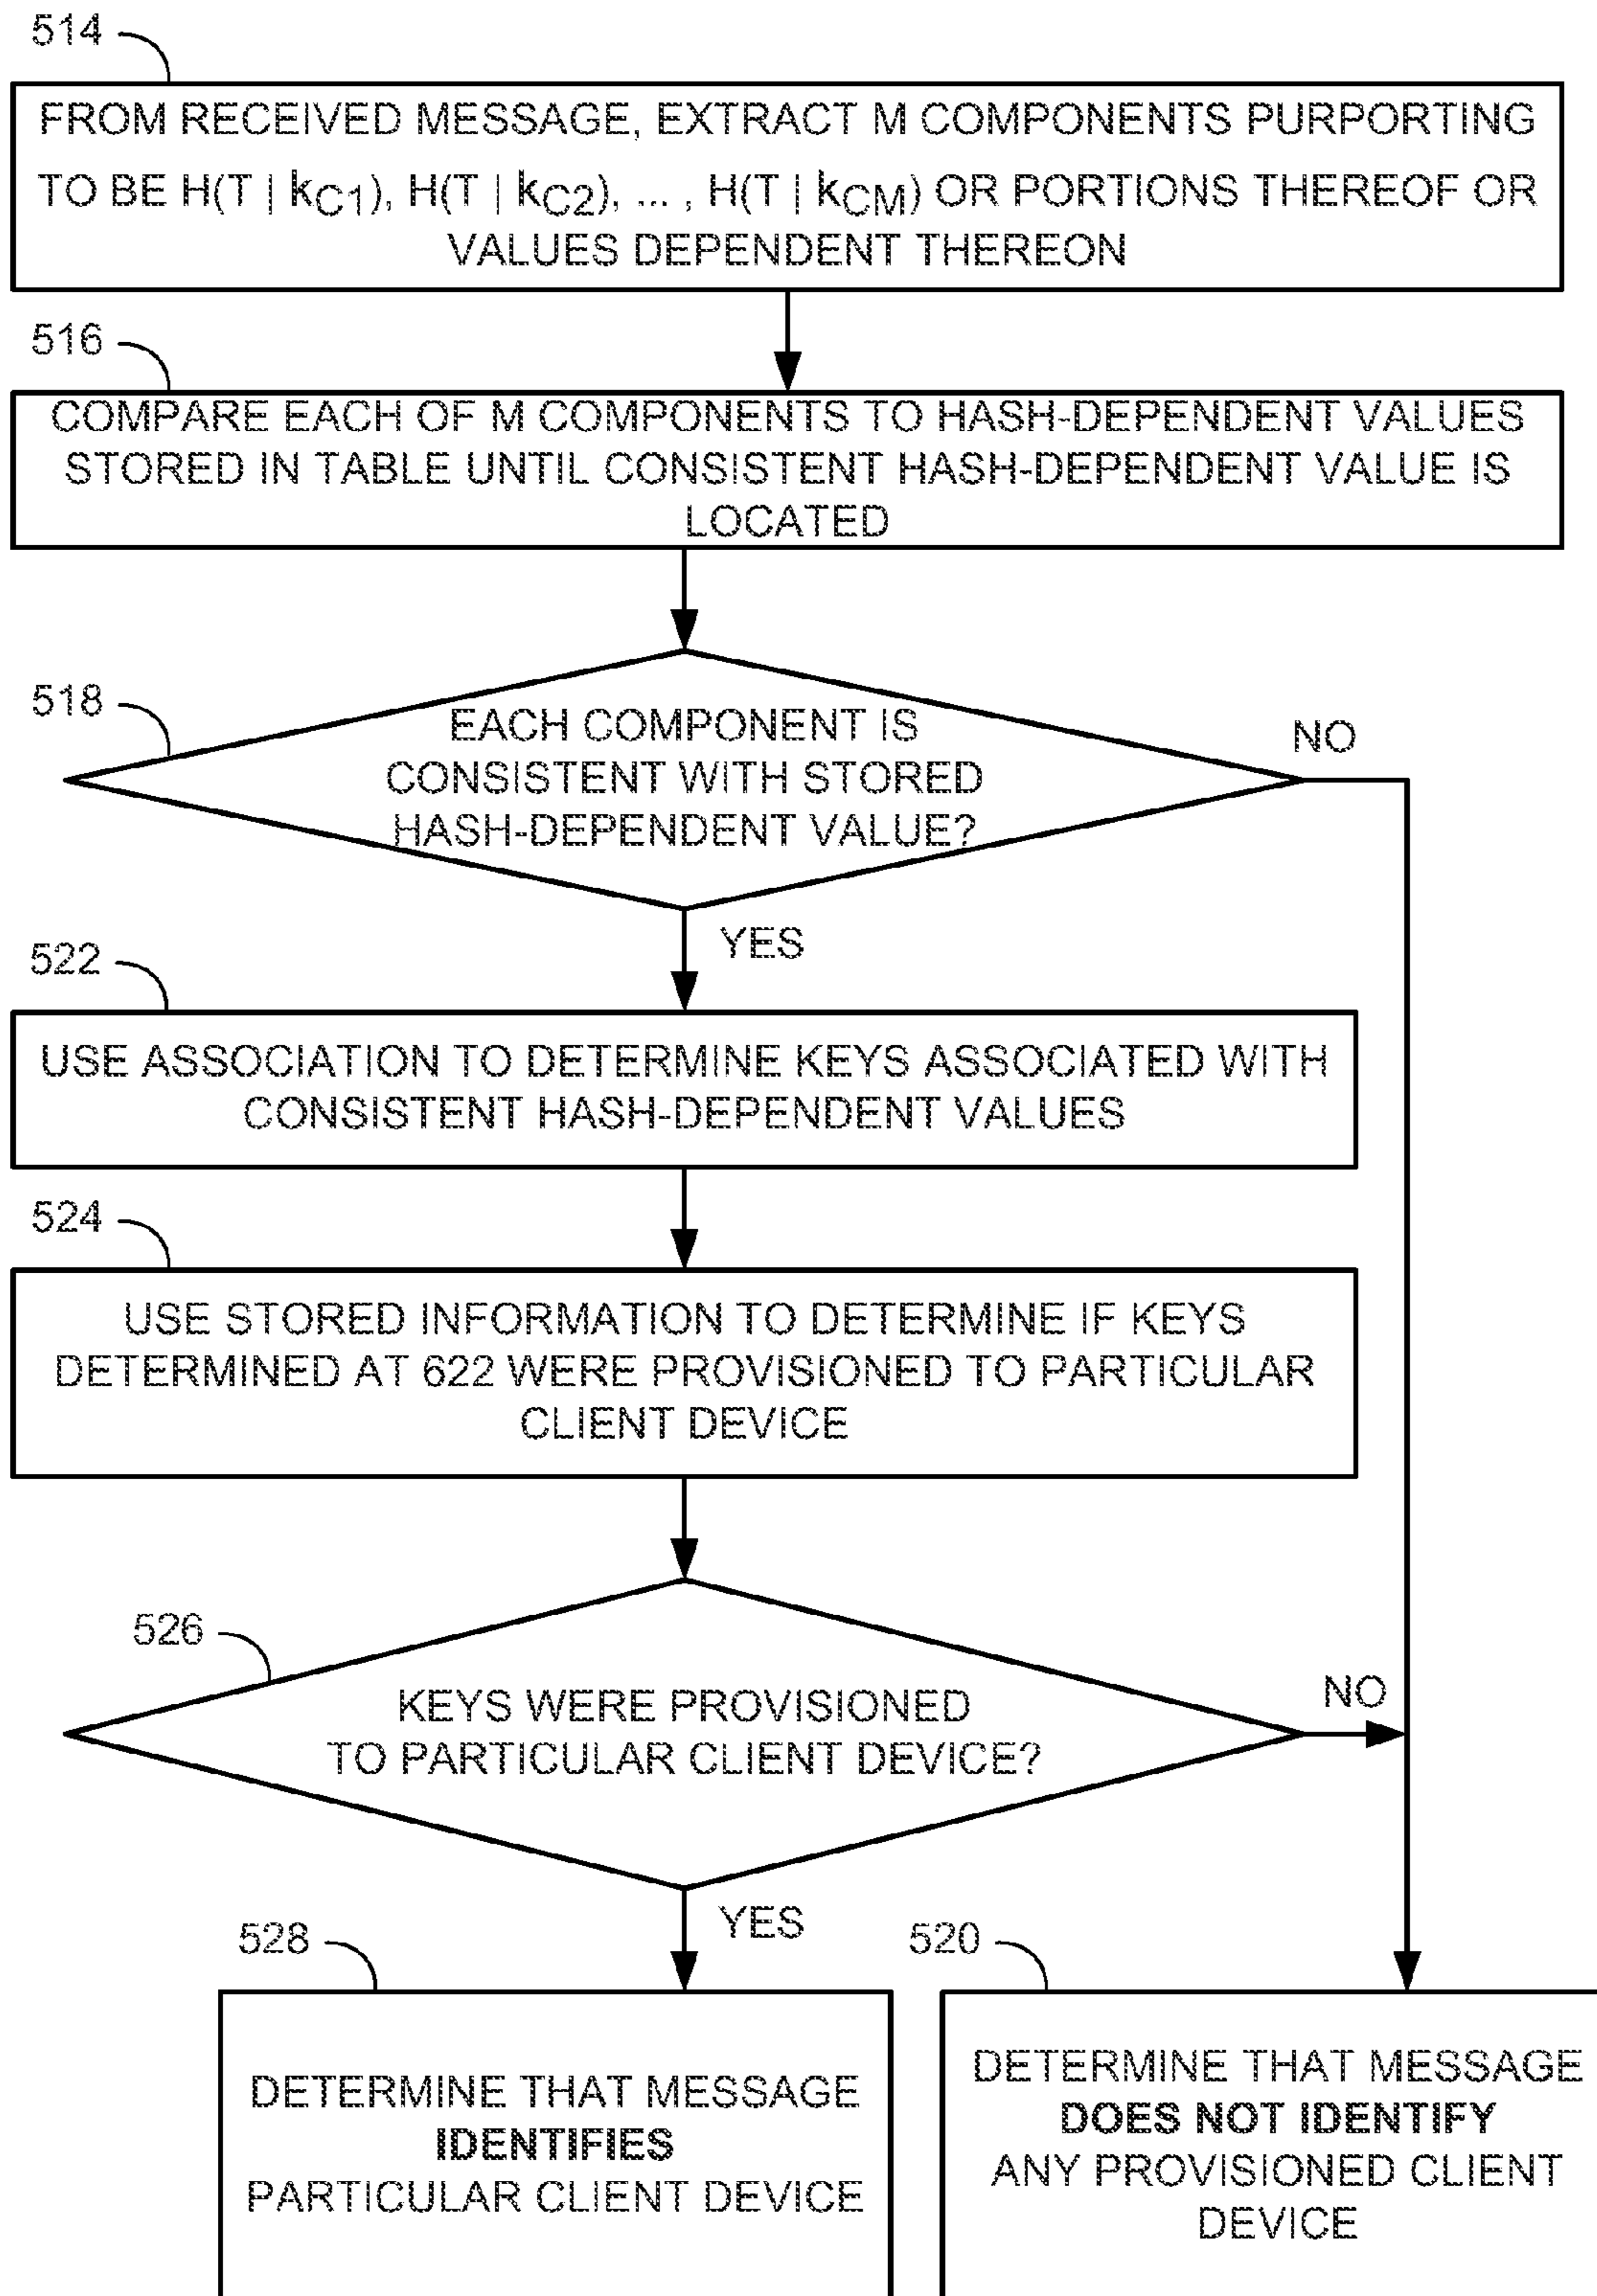 514
FROM RECEIVED MESSAGE, EXTRACT M COMPONENTS PURPORTING
TO BE H(T | kC1), H(T | kC2), ... , H(T | kCM) OR PORTIONS THEREOF OR
VALUES DEPENDENT THEREON
516
COMPARE EACH OF M COMPONENTS TO HASH-DEPENDENT VALUES
STORED IN TABLE UNTIL CONSISTENT HASH-DEPENDENT VALUE IS
LOCATED
518
EACH COMPONENT IS
CONSISTENT WITH STORED
HASH-DEPENDENT VALUE?
NO
YES
522
USE ASSOCIATION TO DETERMINE KEYS ASSOCIATED WITH
CONSISTENT HASH-DEPENDENT VALUES
524
USE STORED INFORMATION TO DETERMINE IF KEYS
DETERMINED AT 622 WERE PROVISIONED TO PARTICULAR
CLIENT DEVICE
526
KEYS WERE PROVISIONED
TO PARTICULAR CLIENT DEVICE?
NO
YES
528
DETERMINE THAT MESSAGE
IDENTIFIES
PARTICULAR CLIENT DEVICE
520
DETERMINE THAT MESSAGE
DOES NOT IDENTIFY
ANY PROVISIONED CLIENT
DEVICE